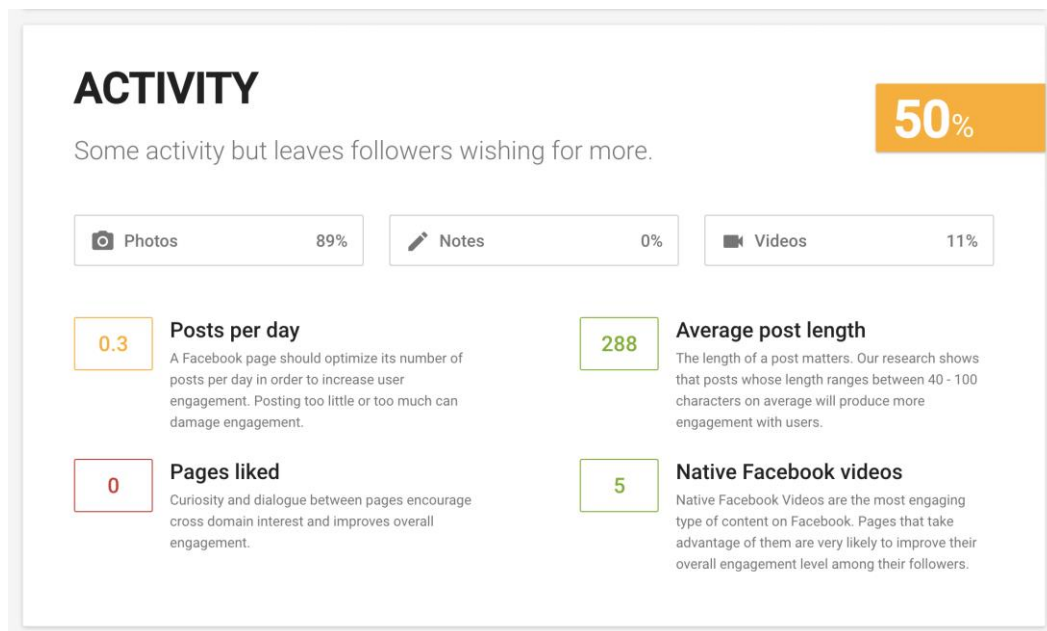 ACTIVITY
50%
Some activity but leaves followers wishing for more.
Photos 89%
Notes 0%
Videos 11%
0.3
Posts per day
A Facebook page should optimize its number of
posts per day in order to increase user
engagement. Posting too little or too much can
damage engagement.
288
Average post length
The length of a post matters. Our research shows
that posts whose length ranges between 40 - 100
characters on average will produce more
engagement with users.
0
Pages liked
Curiosity and dialogue between pages encourage
cross domain interest and improves overall
engagement.
5
Native Facebook videos
Native Facebook Videos are the most engaging
type of content on Facebook. Pages that take
advantage of them are very likely to improve their
overall engagement level among their followers.